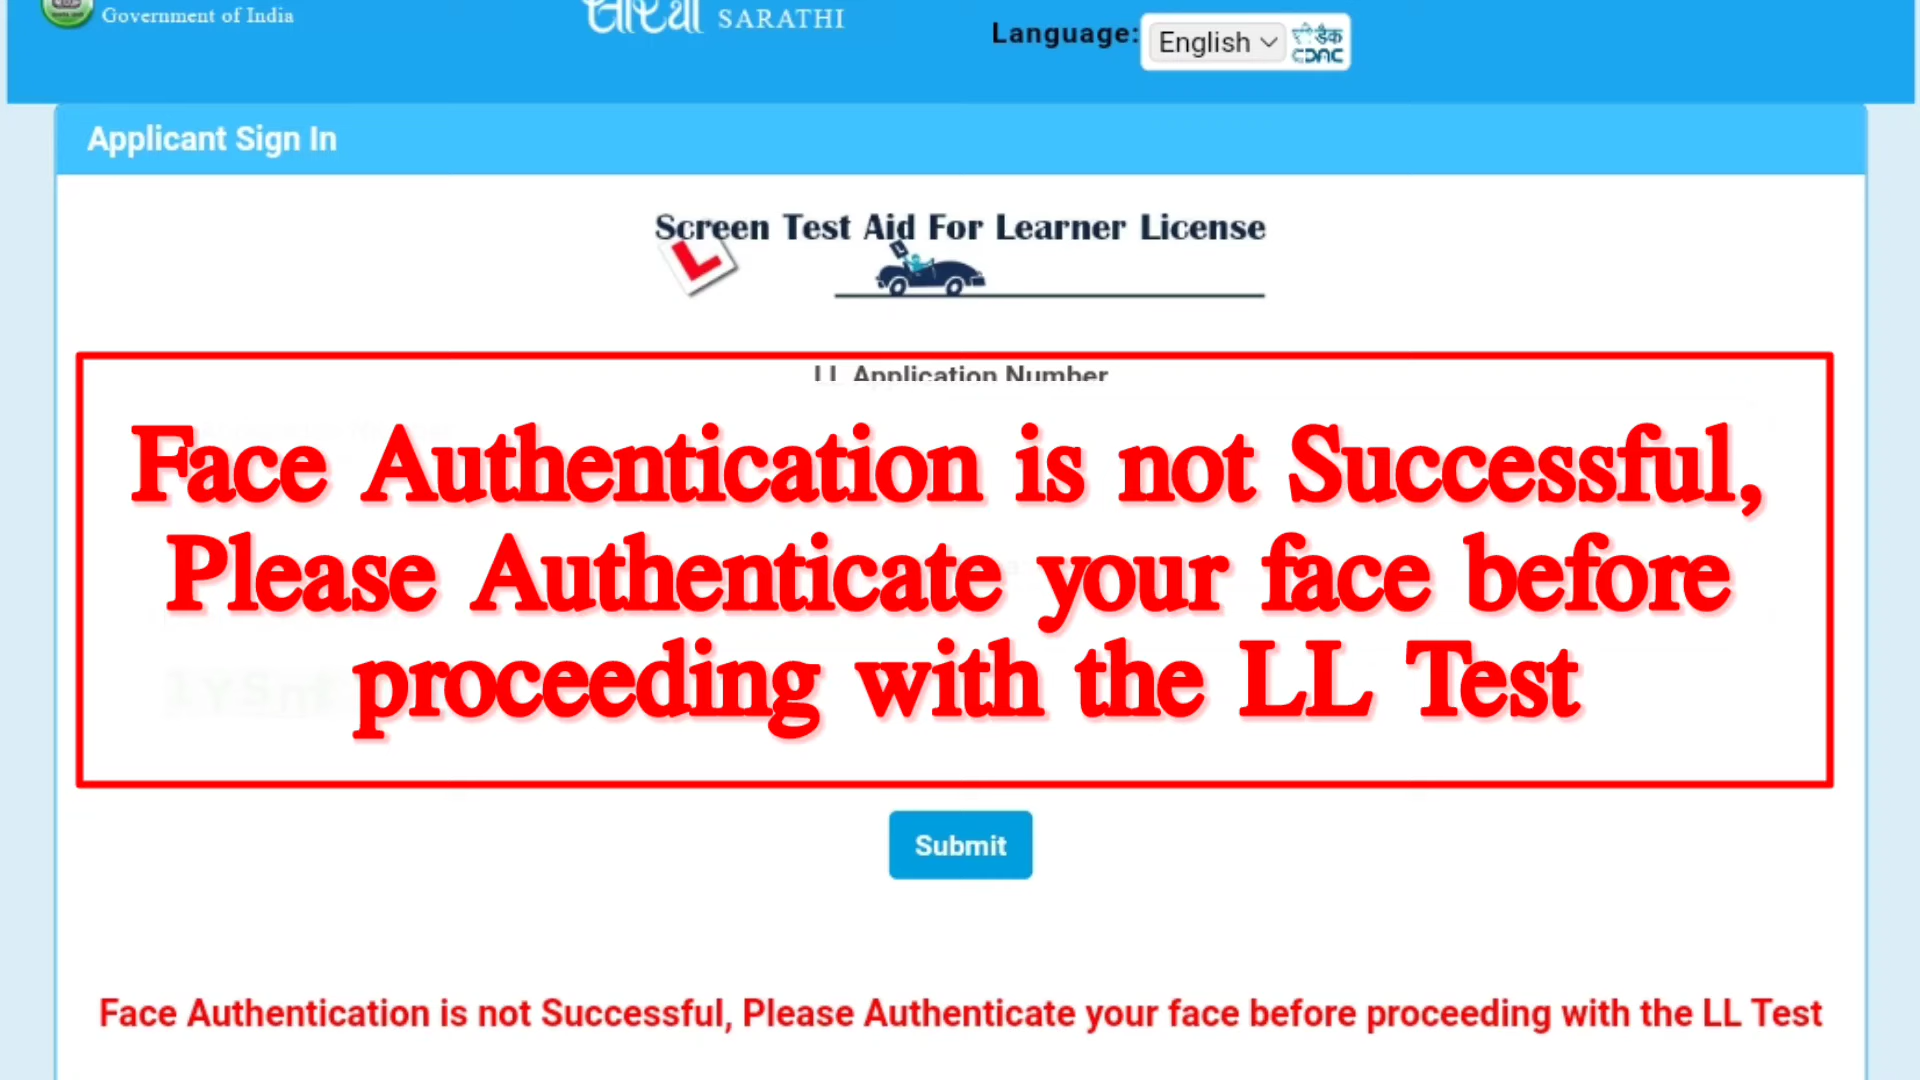 Government of India
सारथी SARATHI
Language: English
सी डैक
CDAC
Applicant Sign In
Screen Test Aid For Learner License
L
LL Application Number
Face Authentication is not Successful,
Please Authenticate your face before
proceeding with the LL Test
Submit
Face Authentication is not Successful, Please Authenticate your face before proceeding with the LL Test